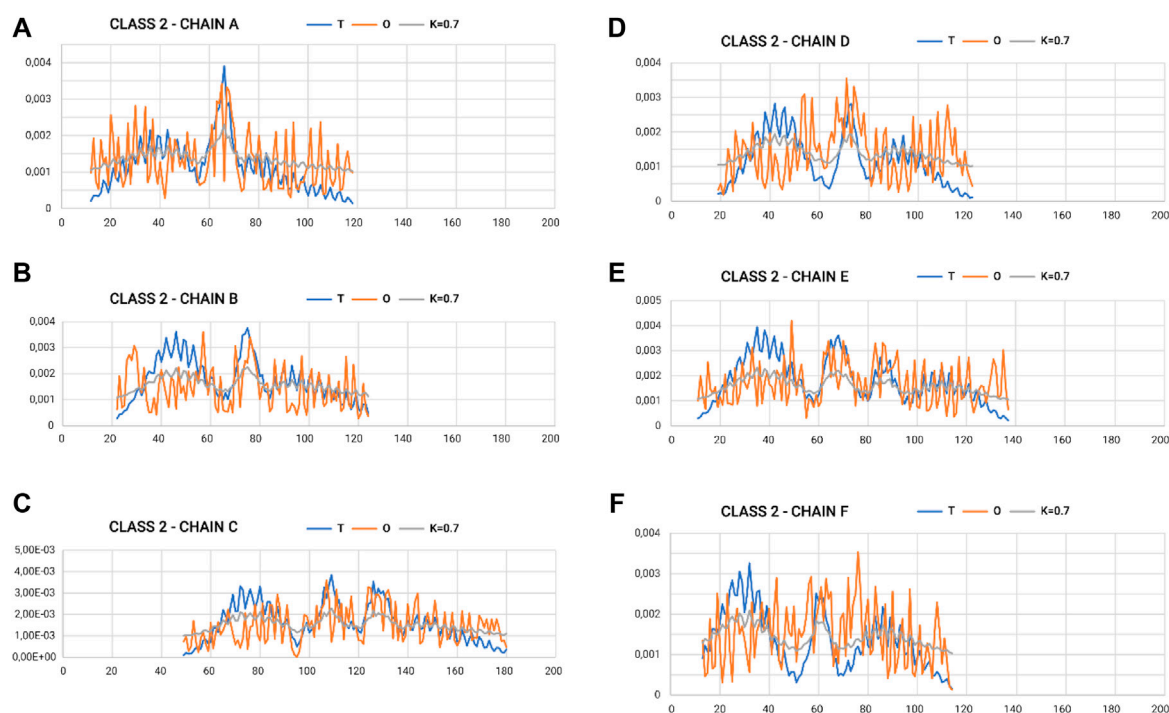 A
CLASS 2 - CHAIN A
T O K=0.7
0,004
0,003
0,002
0,001
0
0 20 40 60 80 100 120 140 160 180 200
B
CLASS 2 - CHAIN B
T O K=0.7
0,004
0,003
0,002
0,001
0
0 20 40 60 80 100 120 140 160 180 200
C
CLASS 2 - CHAIN C
T O K=0.7
5,00E-03
4,00E-03
3,00E-03
2,00E-03
1,00E-03
0,00E+00
0 20 40 60 80 100 120 140 160 180 200
D
CLASS 2 - CHAIN D
T O K=0.7
0,004
0,003
0,002
0,001
0
0 20 40 60 80 100 120 140 160 180 200
E
CLASS 2 - CHAIN E
T O K=0.7
0,005
0,004
0,003
0,002
0,001
0
0 20 40 60 80 100 120 140 160 180 200
F
CLASS 2 - CHAIN F
T O K=0.7
0,004
0,003
0,002
0,001
0
0 20 40 60 80 100 120 140 160 180 200